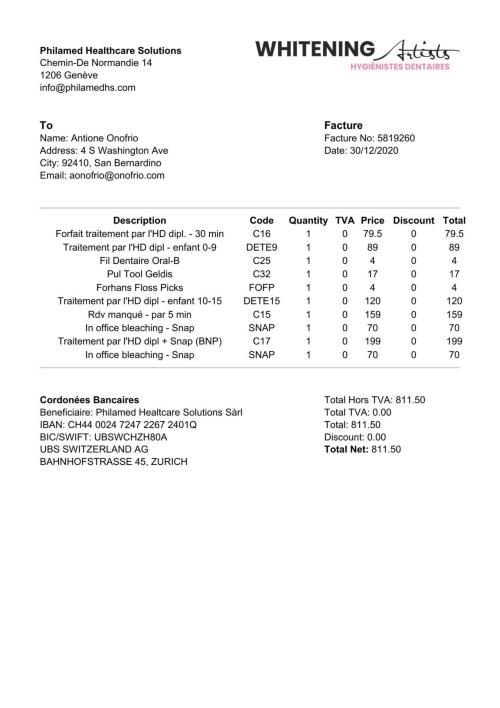 WHITENING Artists
HYGIÉNISTES DENTAIRES
Philamed Healthcare Solutions
Chemin-De Normandie 14
1206 Genève
info@philamedhs.com
To
Name: Antione Onofrio
Address: 4 S Washington Ave
City: 92410, San Bernardino
Email: aonofrio@onofrio.com
Facture
Facture No: 5819260
Date: 30/12/2020
Description Code Quantity TVA Price Discount Total
Forfait traitement par l'HD dipl. - 30 min C16 1 0 79.5 0 79.5
Traitement par l'HD dipl - enfant 0-9 DETE9 1 0 89 0 89
Fil Dentaire Oral-B C25 1 0 4 0 4
Pul Tool Geldis C32 1 0 17 0 17
Forhans Floss Picks FOFP 1 0 4 0 4
Traitement par l'HD dipl - enfant 10-15 DETE15 1 0 120 0 120
Rdv manqué - par 5 min C15 1 0 159 0 159
In office bleaching - Snap SNAP 1 0 70 0 70
Traitement par l'HD dipl + Snap (BNP) C17 1 0 199 0 199
In office bleaching - Snap SNAP 1 0 70 0 70
Cordonées Bancaires
Beneficiaire: Philamed Healtcare Solutions Sàrl
IBAN: CH44 0024 7247 2267 2401Q
BIC/SWIFT: UBSWCHZH80A
UBS SWITZERLAND AG
BAHNHOFSTRASSE 45, ZURICH
Total Hors TVA: 811.50
Total TVA: 0.00
Total: 811.50
Discount: 0.00
Total Net: 811.50